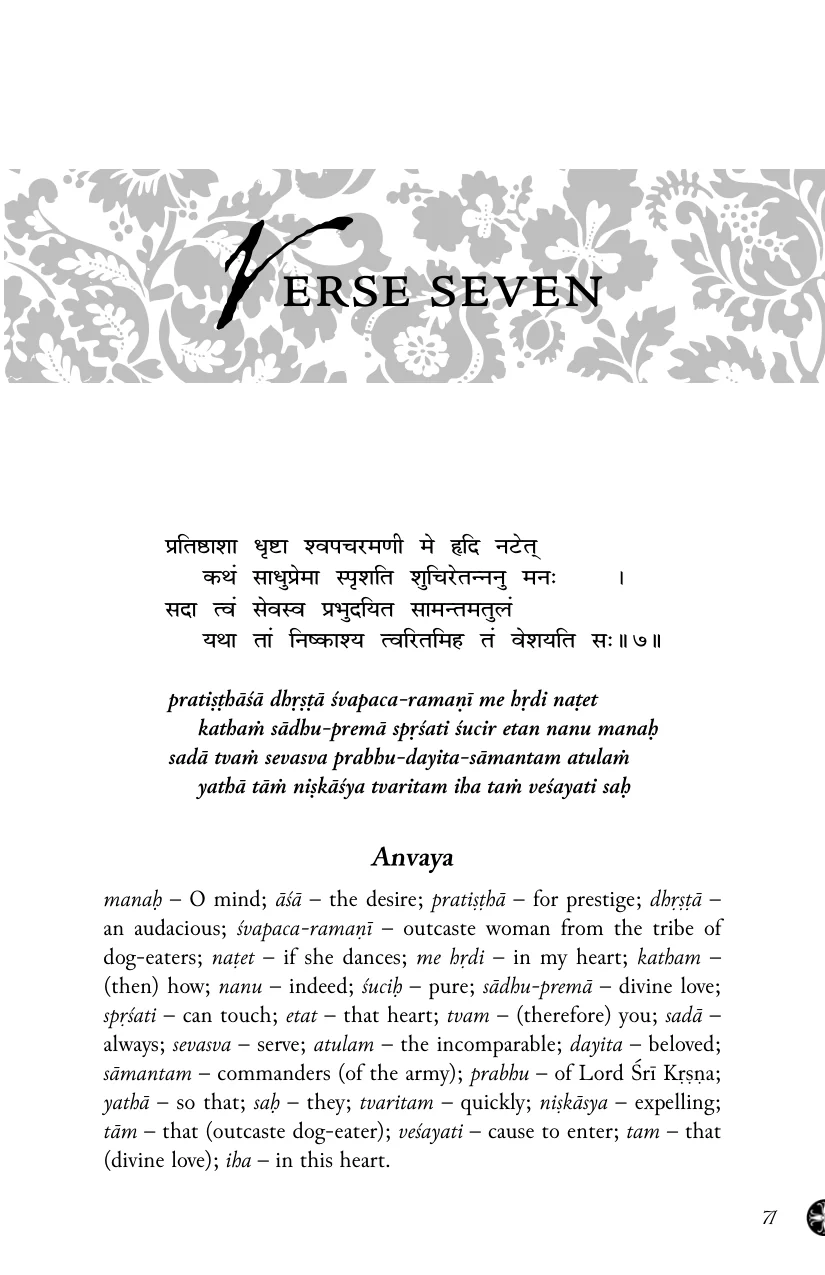 VERSE SEVEN
प्रतिष्ठाशा धृष्टा श्वपचरमणी मे हृदि नटेत्
कथं साधुप्रेमा स्पृशति शुचिरेतन्ननु मनः ।
सदा त्वं सेवस्व प्रभुदयित सामन्तमतुलं
यथा तां निष्काश्य त्वरितमिह तं वेशयति सः॥७॥
pratiṣṭhāśā dhṛṣṭā śvapaca-ramaṇī me hṛdi naṭet
kathaṁ sādhu-premā spṛśati śucir etan nanu manaḥ
sadā tvaṁ sevasva prabhu-dayita-sāmantam atulaṁ
yathā tāṁ niṣkāśya tvaritam iha taṁ veśayati saḥ
Anvaya
manaḥ – O mind; āśā – the desire; pratiṣṭhā – for prestige; dhṛṣṭā –
an audacious; śvapaca-ramaṇī – outcaste woman from the tribe of
dog-eaters; naṭet – if she dances; me hṛdi – in my heart; katham –
(then) how; nanu – indeed; śuciḥ – pure; sādhu-premā – divine love;
spṛśati – can touch; etat – that heart; tvam – (therefore) you; sadā –
always; sevasva – serve; atulam – the incomparable; dayita – beloved;
sāmantam – commanders (of the army); prabhu – of Lord Śrī Kṛṣṇa;
yathā – so that; saḥ – they; tvaritam – quickly; niṣkāsya – expelling;
tām – that (outcaste dog-eater); veśayati – cause to enter; tam – that
(divine love); iha – in this heart.
71